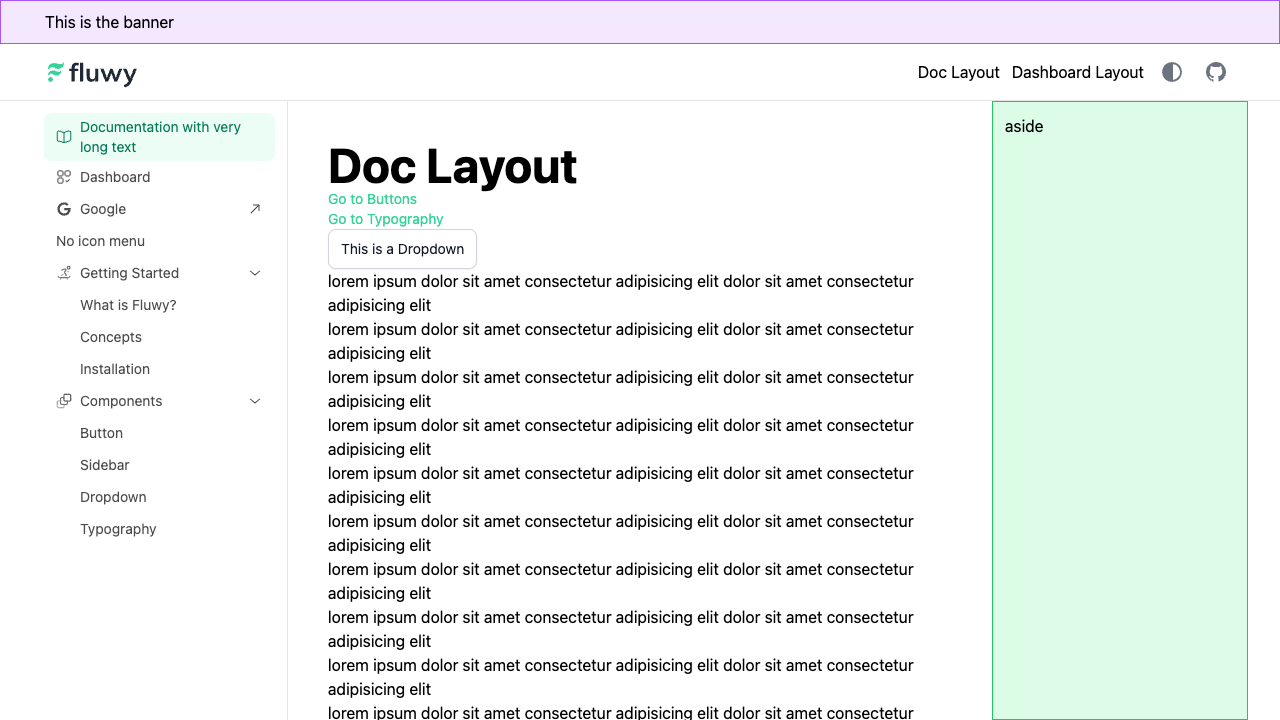 This is the banner
fluwy
Doc Layout
Dashboard Layout
Documentation with very
long text
Dashboard
Google
No icon menu
Getting Started
What is Fluwy?
Concepts
Installation
Components
Button
Sidebar
Dropdown
Typography
Doc Layout
Go to Buttons
Go to Typography
This is a Dropdown
lorem ipsum dolor sit amet consectetur adipisicing elit dolor sit amet consectetur
adipisicing elit
lorem ipsum dolor sit amet consectetur adipisicing elit dolor sit amet consectetur
adipisicing elit
lorem ipsum dolor sit amet consectetur adipisicing elit dolor sit amet consectetur
adipisicing elit
lorem ipsum dolor sit amet consectetur adipisicing elit dolor sit amet consectetur
adipisicing elit
lorem ipsum dolor sit amet consectetur adipisicing elit dolor sit amet consectetur
adipisicing elit
lorem ipsum dolor sit amet consectetur adipisicing elit dolor sit amet consectetur
adipisicing elit
lorem ipsum dolor sit amet consectetur adipisicing elit dolor sit amet consectetur
adipisicing elit
lorem ipsum dolor sit amet consectetur adipisicing elit dolor sit amet consectetur
adipisicing elit
lorem ipsum dolor sit amet consectetur adipisicing elit dolor sit amet consectetur
adipisicing elit
lorem ipsum dolor sit amet consectetur adipisicing elit dolor sit amet consectetur
aside